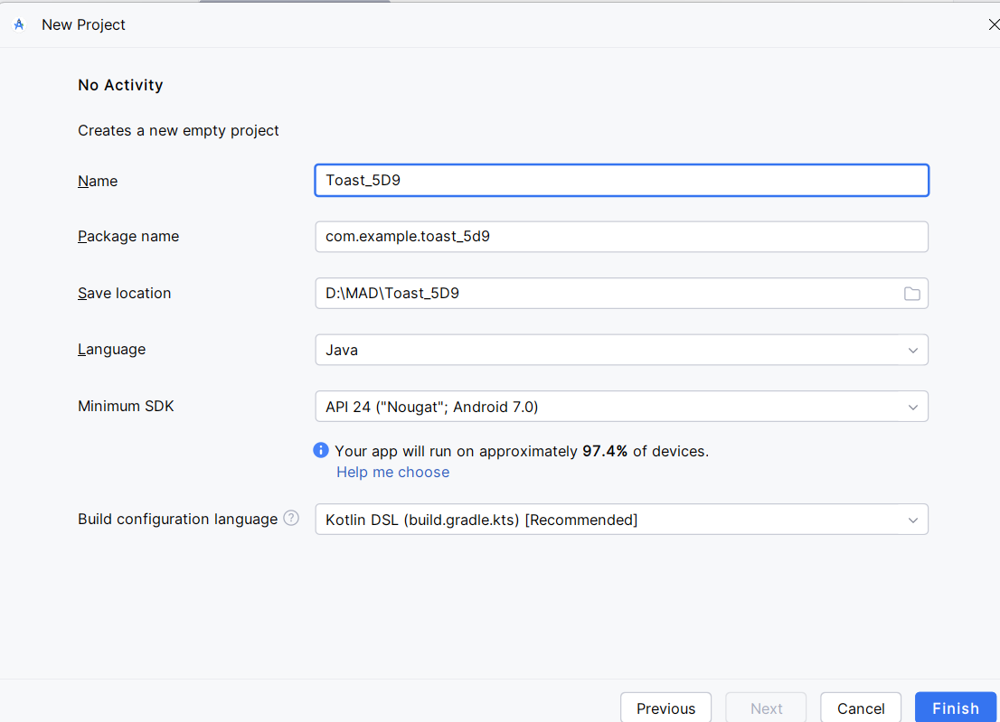 New Project
No Activity
Creates a new empty project
Name
Toast_5D9
Package name
com.example.toast_5d9
Save location
D:\MAD\Toast_5D9
Language
Java
Minimum SDK
API 24 ("Nougat"; Android 7.0)
Your app will run on approximately 97.4% of devices.
Help me choose
Build configuration language ?
Kotlin DSL (build.gradle.kts) [Recommended]
Previous
Next
Cancel
Finish